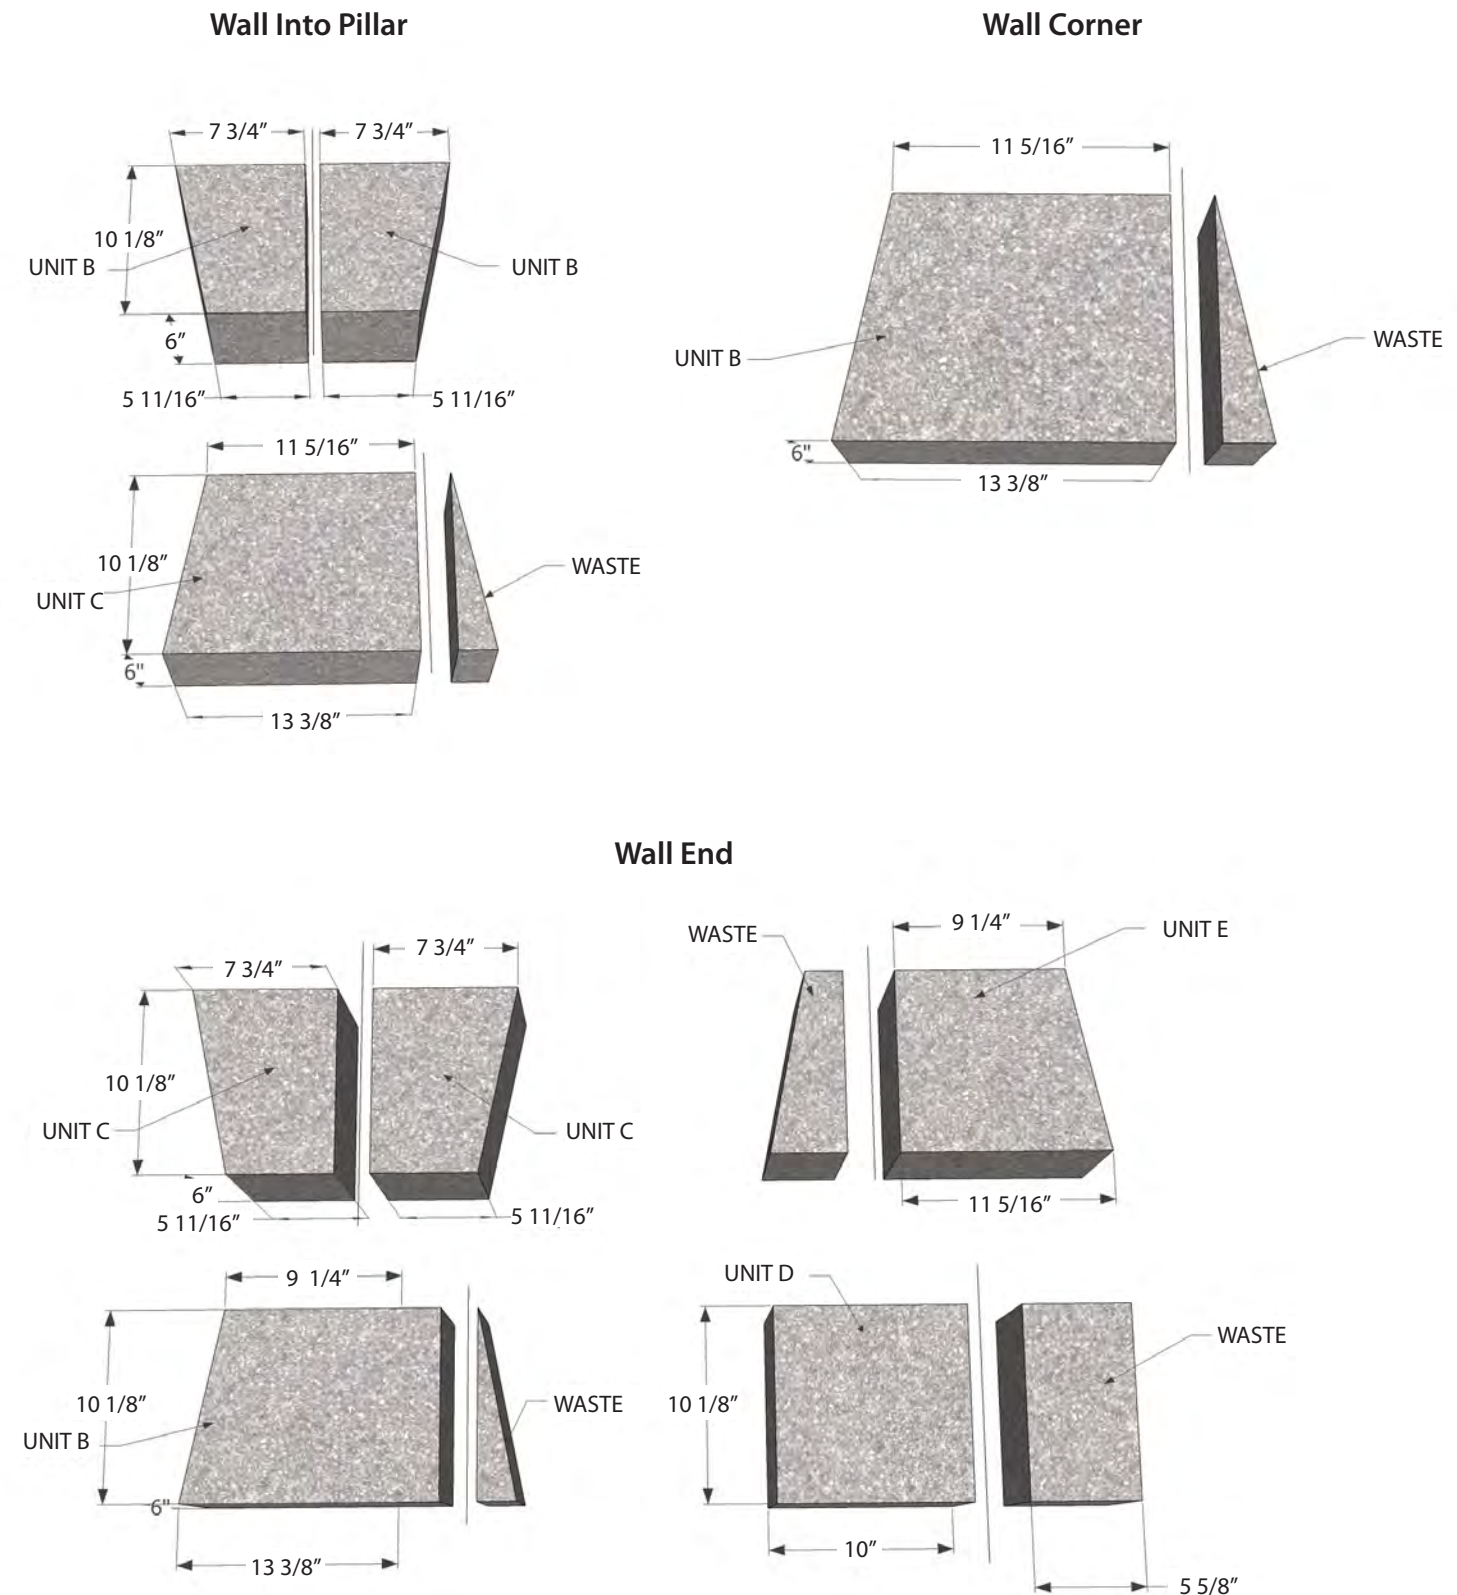 Wall Into Pillar
7 3/4”
7 3/4”
10 1/8”
UNIT B
UNIT B
6”
5 11/16”
5 11/16”
11 5/16”
10 1/8”
WASTE
UNIT C
6"
13 3/8”
Wall Corner
11 5/16”
UNIT B
WASTE
6"
13 3/8”
Wall End
7 3/4”
7 3/4”
10 1/8”
UNIT C
UNIT C
6”
5 11/16”
5 11/16”
WASTE
9 1/4”
UNIT E
11 5/16”
9 1/4”
10 1/8”
WASTE
UNIT B
6"
13 3/8”
UNIT D
WASTE
10 1/8”
10”
5 5/8”